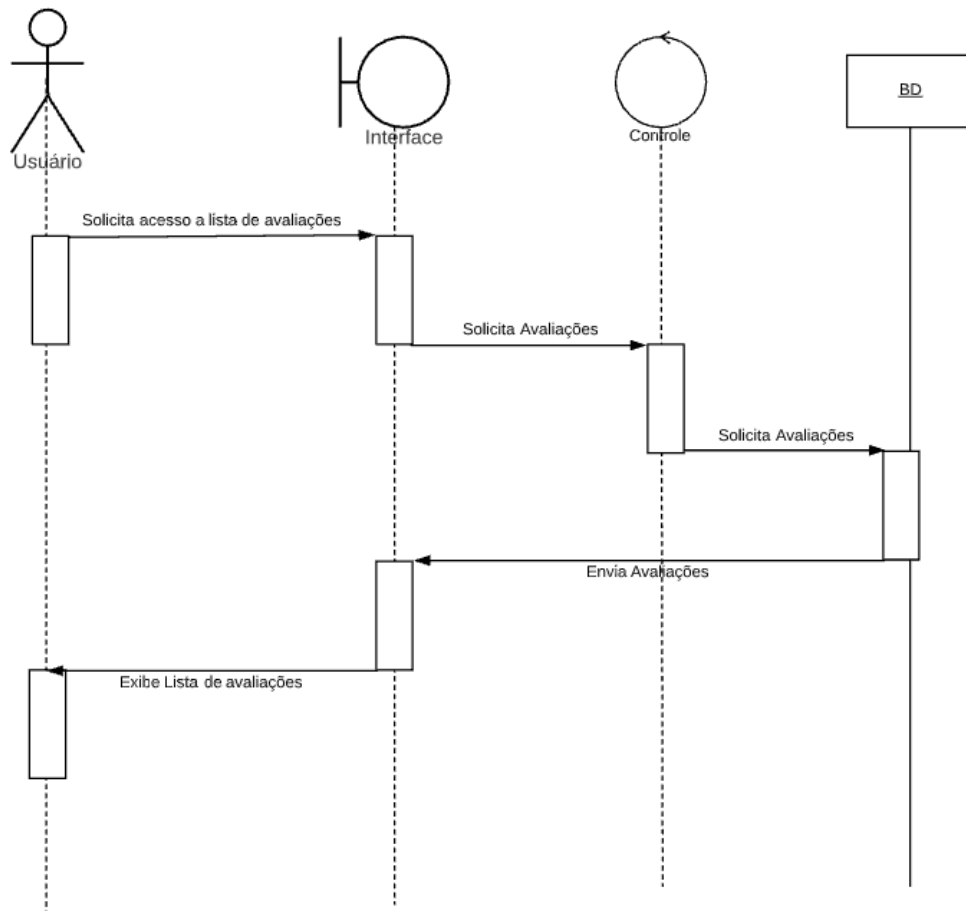 BD
Usuário
Interface
Controle
Solicita acesso a lista de avaliações
Solicita Avaliações
Solicita Avaliações
Envia Avaliações
Exibe Lista de avaliações